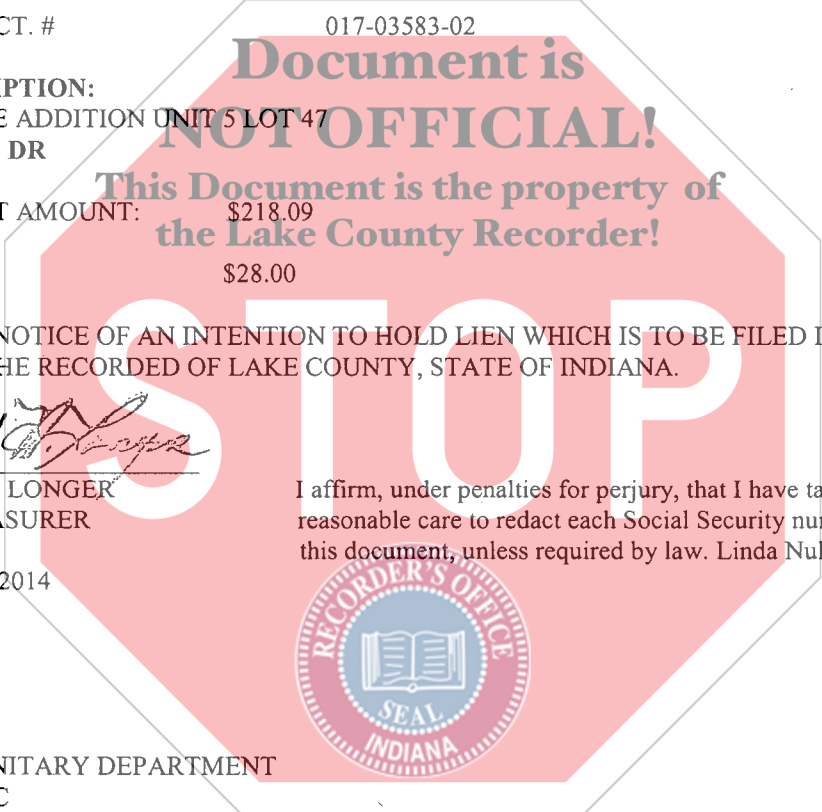 CT. # 017-03583-02
Document is
IPTION:
E ADDITION UNIT 5 LOT 47
NOT OFFICIAL!
DR
This Document is the property of
T AMOUNT: $218.09
the Lake County Recorder!
$28.00
STOP
NOTICE OF AN INTENTION TO HOLD LIEN WHICH IS TO BE FILED I
HE RECORDED OF LAKE COUNTY, STATE OF INDIANA.
LONGER
ASURER
I affirm, under penalties for perjury, that I have ta
reasonable care to redact each Social Security nu
this document, unless required by law. Linda Nu
2014
RECORDER'S OFFICE
SEAL
INDIANA
NITARY DEPARTMENT
C